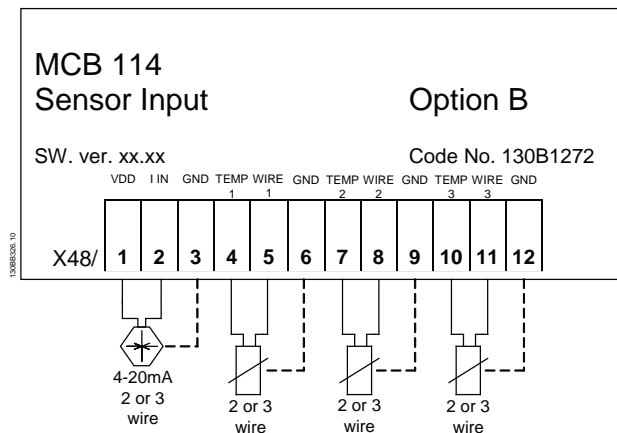 MCB 114
Sensor Input
Option B
SW. ver. xx.xx
Code No. 130B1272
VDD I IN GND TEMP WIRE GND TEMP WIRE GND TEMP WIRE GND
1 1 2 2 3 3
X48/ 1 2 3 4 5 6 7 8 9 10 11 12
130BB326.10
4-20mA
2 or 3
wire
2 or 3
wire
2 or 3
wire
2 or 3
wire